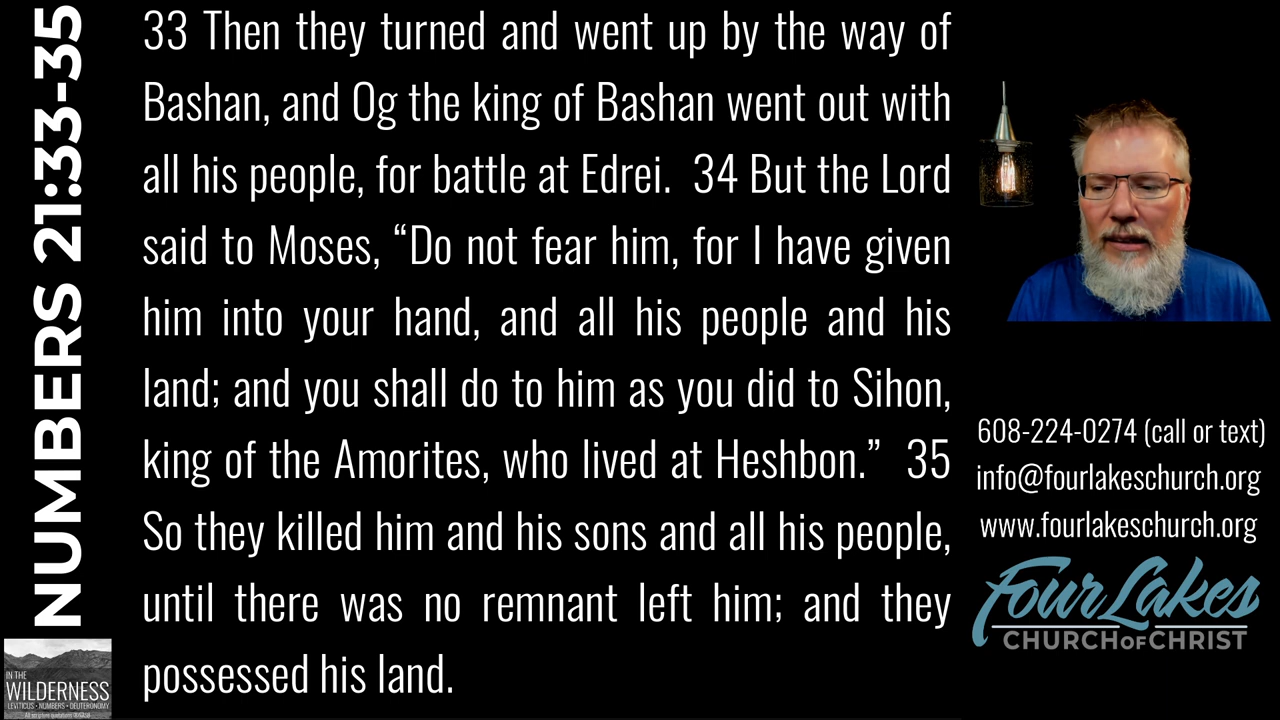 NUMBERS 21:33-35
33 Then they turned and went up by the way of
Bashan, and Og the king of Bashan went out with
all his people, for battle at Edrei. 34 But the Lord
said to Moses, “Do not fear him, for I have given
him into your hand, and all his people and his
land; and you shall do to him as you did to Sihon,
king of the Amorites, who lived at Heshbon.” 35
So they killed him and his sons and all his people,
until there was no remnant left him; and they
possessed his land.
608-224-0274 (call or text)
info@fourlakeschurch.org
www.fourlakeschurch.org
Four Lakes
CHURCH OF CHRIST
IN THE
WILDERNESS
LEVITICUS • NUMBERS • DEUTERONOMY
All scripture quotations